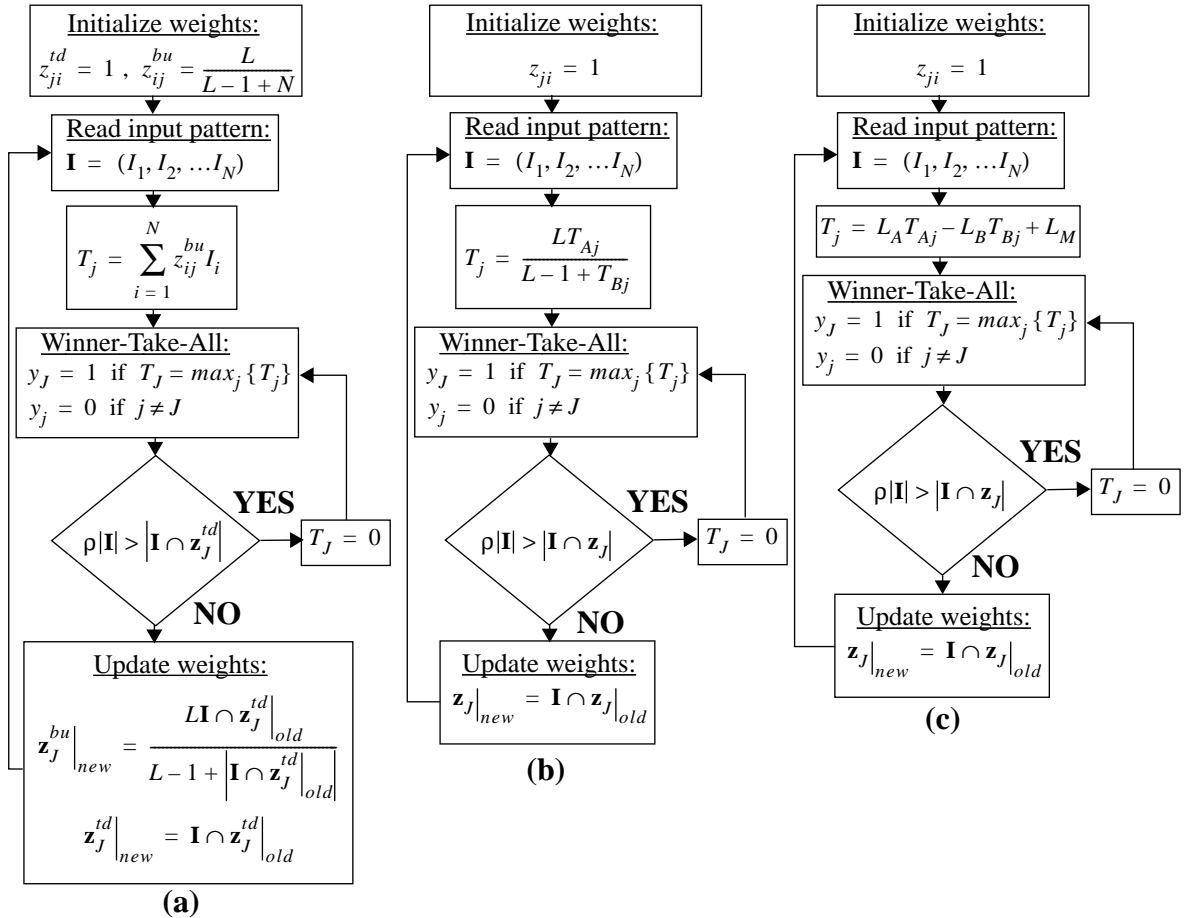 Initialize weights:
z_{ji}^{td} = 1 , z_{ij}^{bu} = \frac{L}{L - 1 + N}
Read input pattern:
I = (I_1, I_2, …I_N)
T_j = \sum_{i = 1}^{N} z_{ij}^{bu} I_i
Winner-Take-All:
y_J = 1 if T_J = max_j {T_j}
y_j = 0 if j ≠ J
ρ|I| > |I ∩ z_J^{td}|
YES
T_J = 0
NO
Update weights:
z_J^{bu}|_{new} = \frac{LI ∩ z_J^{td}|_{old}}{L - 1 + |I ∩ z_J^{td}|_{old}|}
z_J^{td}|_{new} = I ∩ z_J^{td}|_{old}
(a)
Initialize weights:
z_{ji} = 1
Read input pattern:
I = (I_1, I_2, …I_N)
T_j = \frac{LT_{Aj}}{L - 1 + T_{Bj}}
Winner-Take-All:
y_J = 1 if T_J = max_j {T_j}
y_j = 0 if j ≠ J
ρ|I| > |I ∩ z_J|
YES
T_J = 0
NO
Update weights:
z_J|_{new} = I ∩ z_J|_{old}
(b)
Initialize weights:
z_{ji} = 1
Read input pattern:
I = (I_1, I_2, …I_N)
T_j = L_A T_{Aj} – L_B T_{Bj} + L_M
Winner-Take-All:
y_J = 1 if T_J = max_j {T_j}
y_j = 0 if j ≠ J
ρ|I| > |I ∩ z_J|
YES
T_J = 0
NO
Update weights:
z_J|_{new} = I ∩ z_J|_{old}
(c)